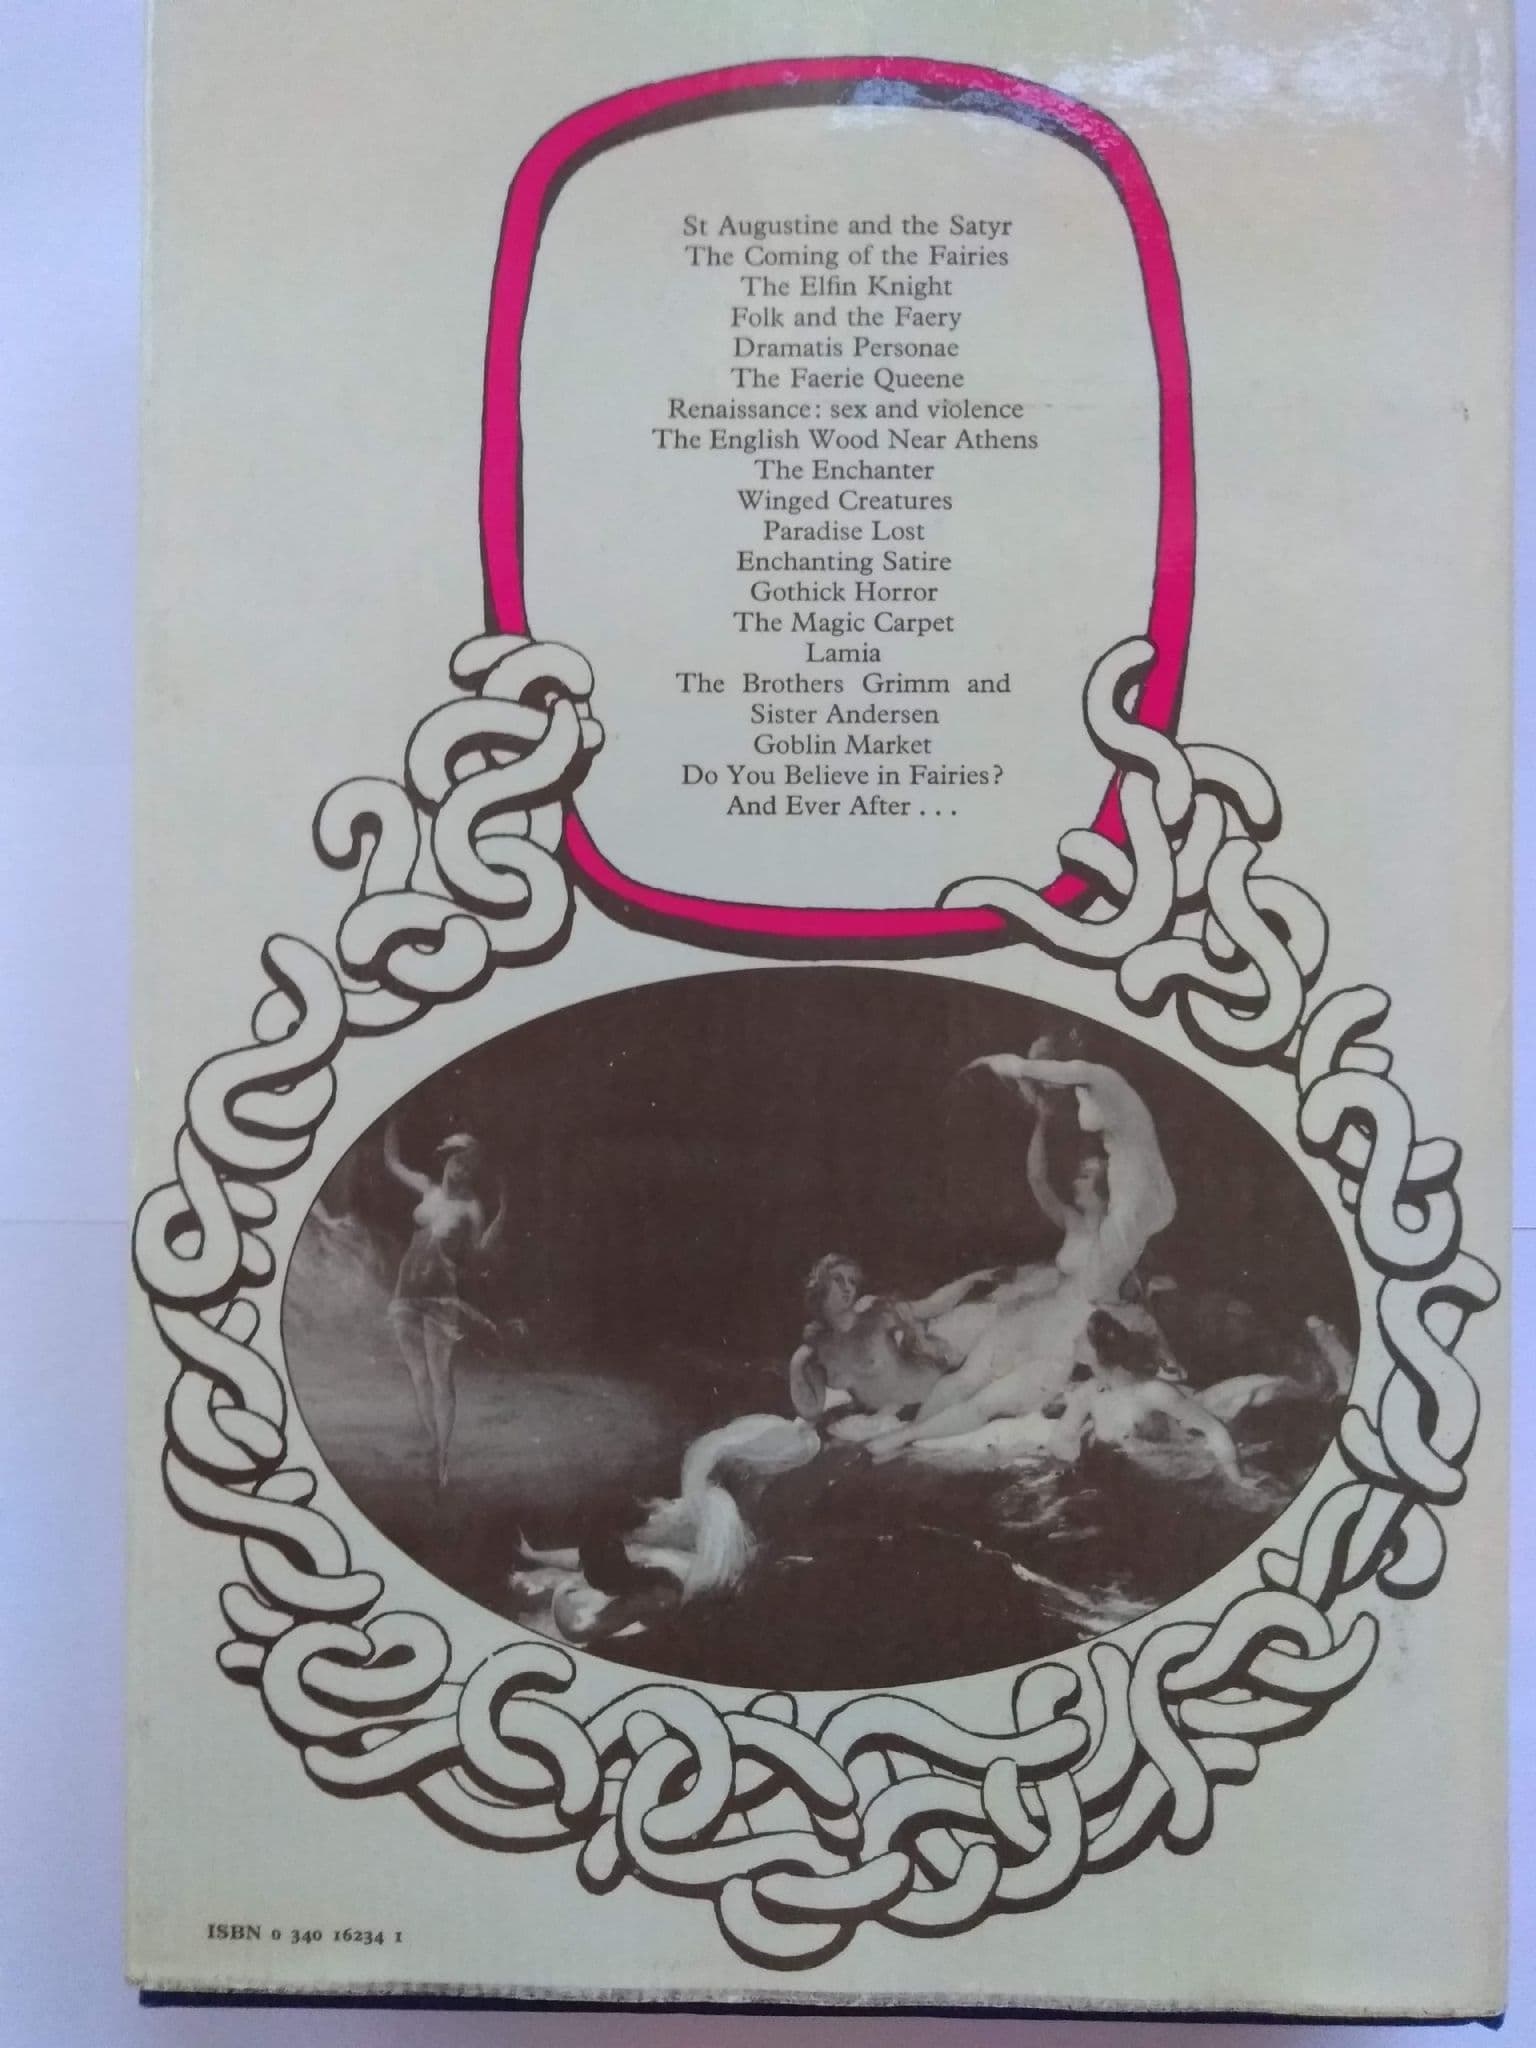 St Augustine and the Satyr
The Coming of the Fairies
The Elfin Knight
Folk and the Faery
Dramatis Personae
The Faerie Queene
Renaissance: sex and violence
The English Wood Near Athens
The Enchanter
Winged Creatures
Paradise Lost
Enchanting Satire
Gothick Horror
The Magic Carpet
Lamia
The Brothers Grimm and
Sister Andersen
Goblin Market
Do You Believe in Fairies?
And Ever After . . .
ISBN 0 340 16234 1